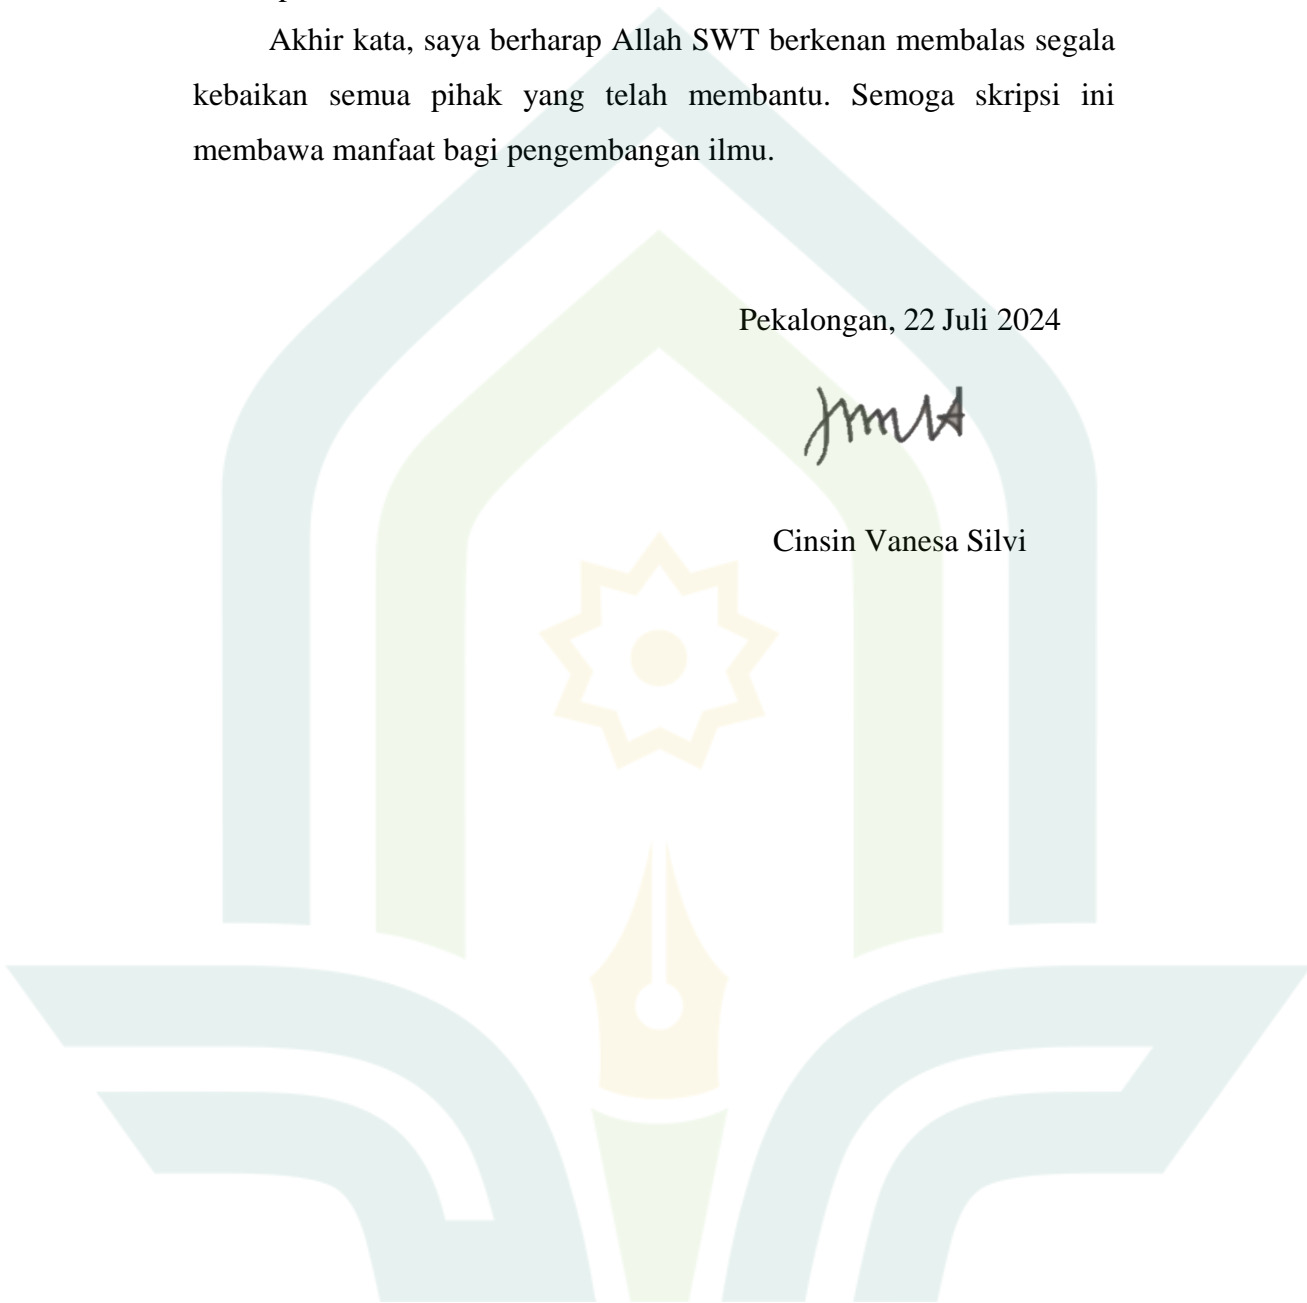 Akhir kata, saya berharap Allah SWT berkenan membalas segala
kebaikan semua pihak yang telah membantu. Semoga skripsi ini
membawa manfaat bagi pengembangan ilmu.
Pekalongan, 22 Juli 2024
Cinsin Vanesa Silvi